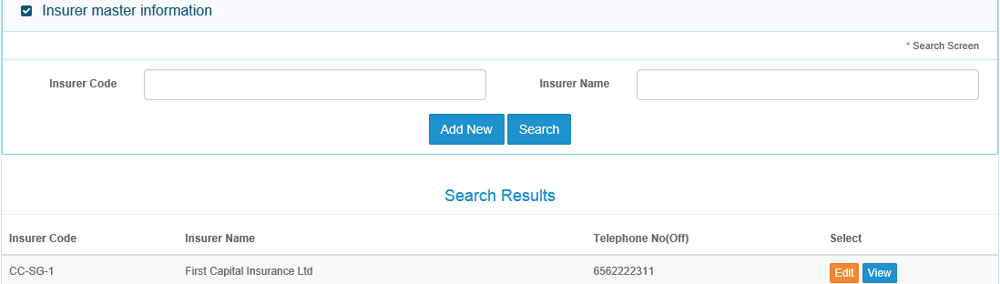 Insurer master information
* Search Screen
Insurer Code Insurer Name
Add New Search
Search Results
Insurer Code Insurer Name Telephone No(Off) Select
CC-SG-1 First Capital Insurance Ltd 6562222311 Edit View